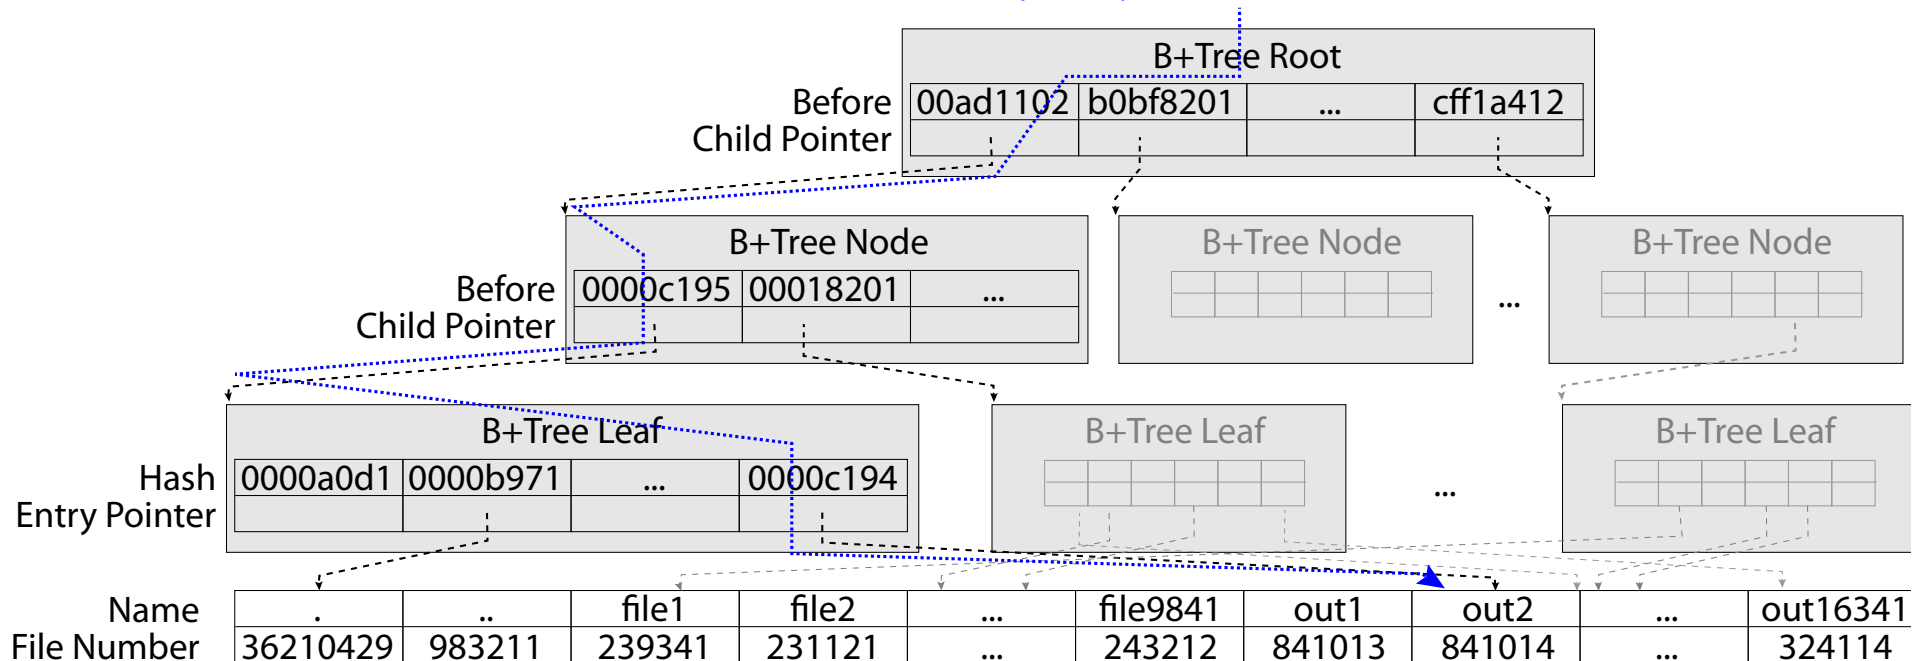 B+Tree Root
Before 00ad1102 b0bf8201 ... cff1a412
Child Pointer
B+Tree Node B+Tree Node B+Tree Node
Before 0000c195 00018201 ... ...
Child Pointer
B+Tree Leaf B+Tree Leaf B+Tree Leaf
Hash 0000a0d1 0000b971 ... 0000c194 ...
Entry Pointer
Name . .. file1 file2 ... file9841 out1 out2 ... out16341
File Number 36210429 983211 239341 231121 ... 243212 841013 841014 ... 324114